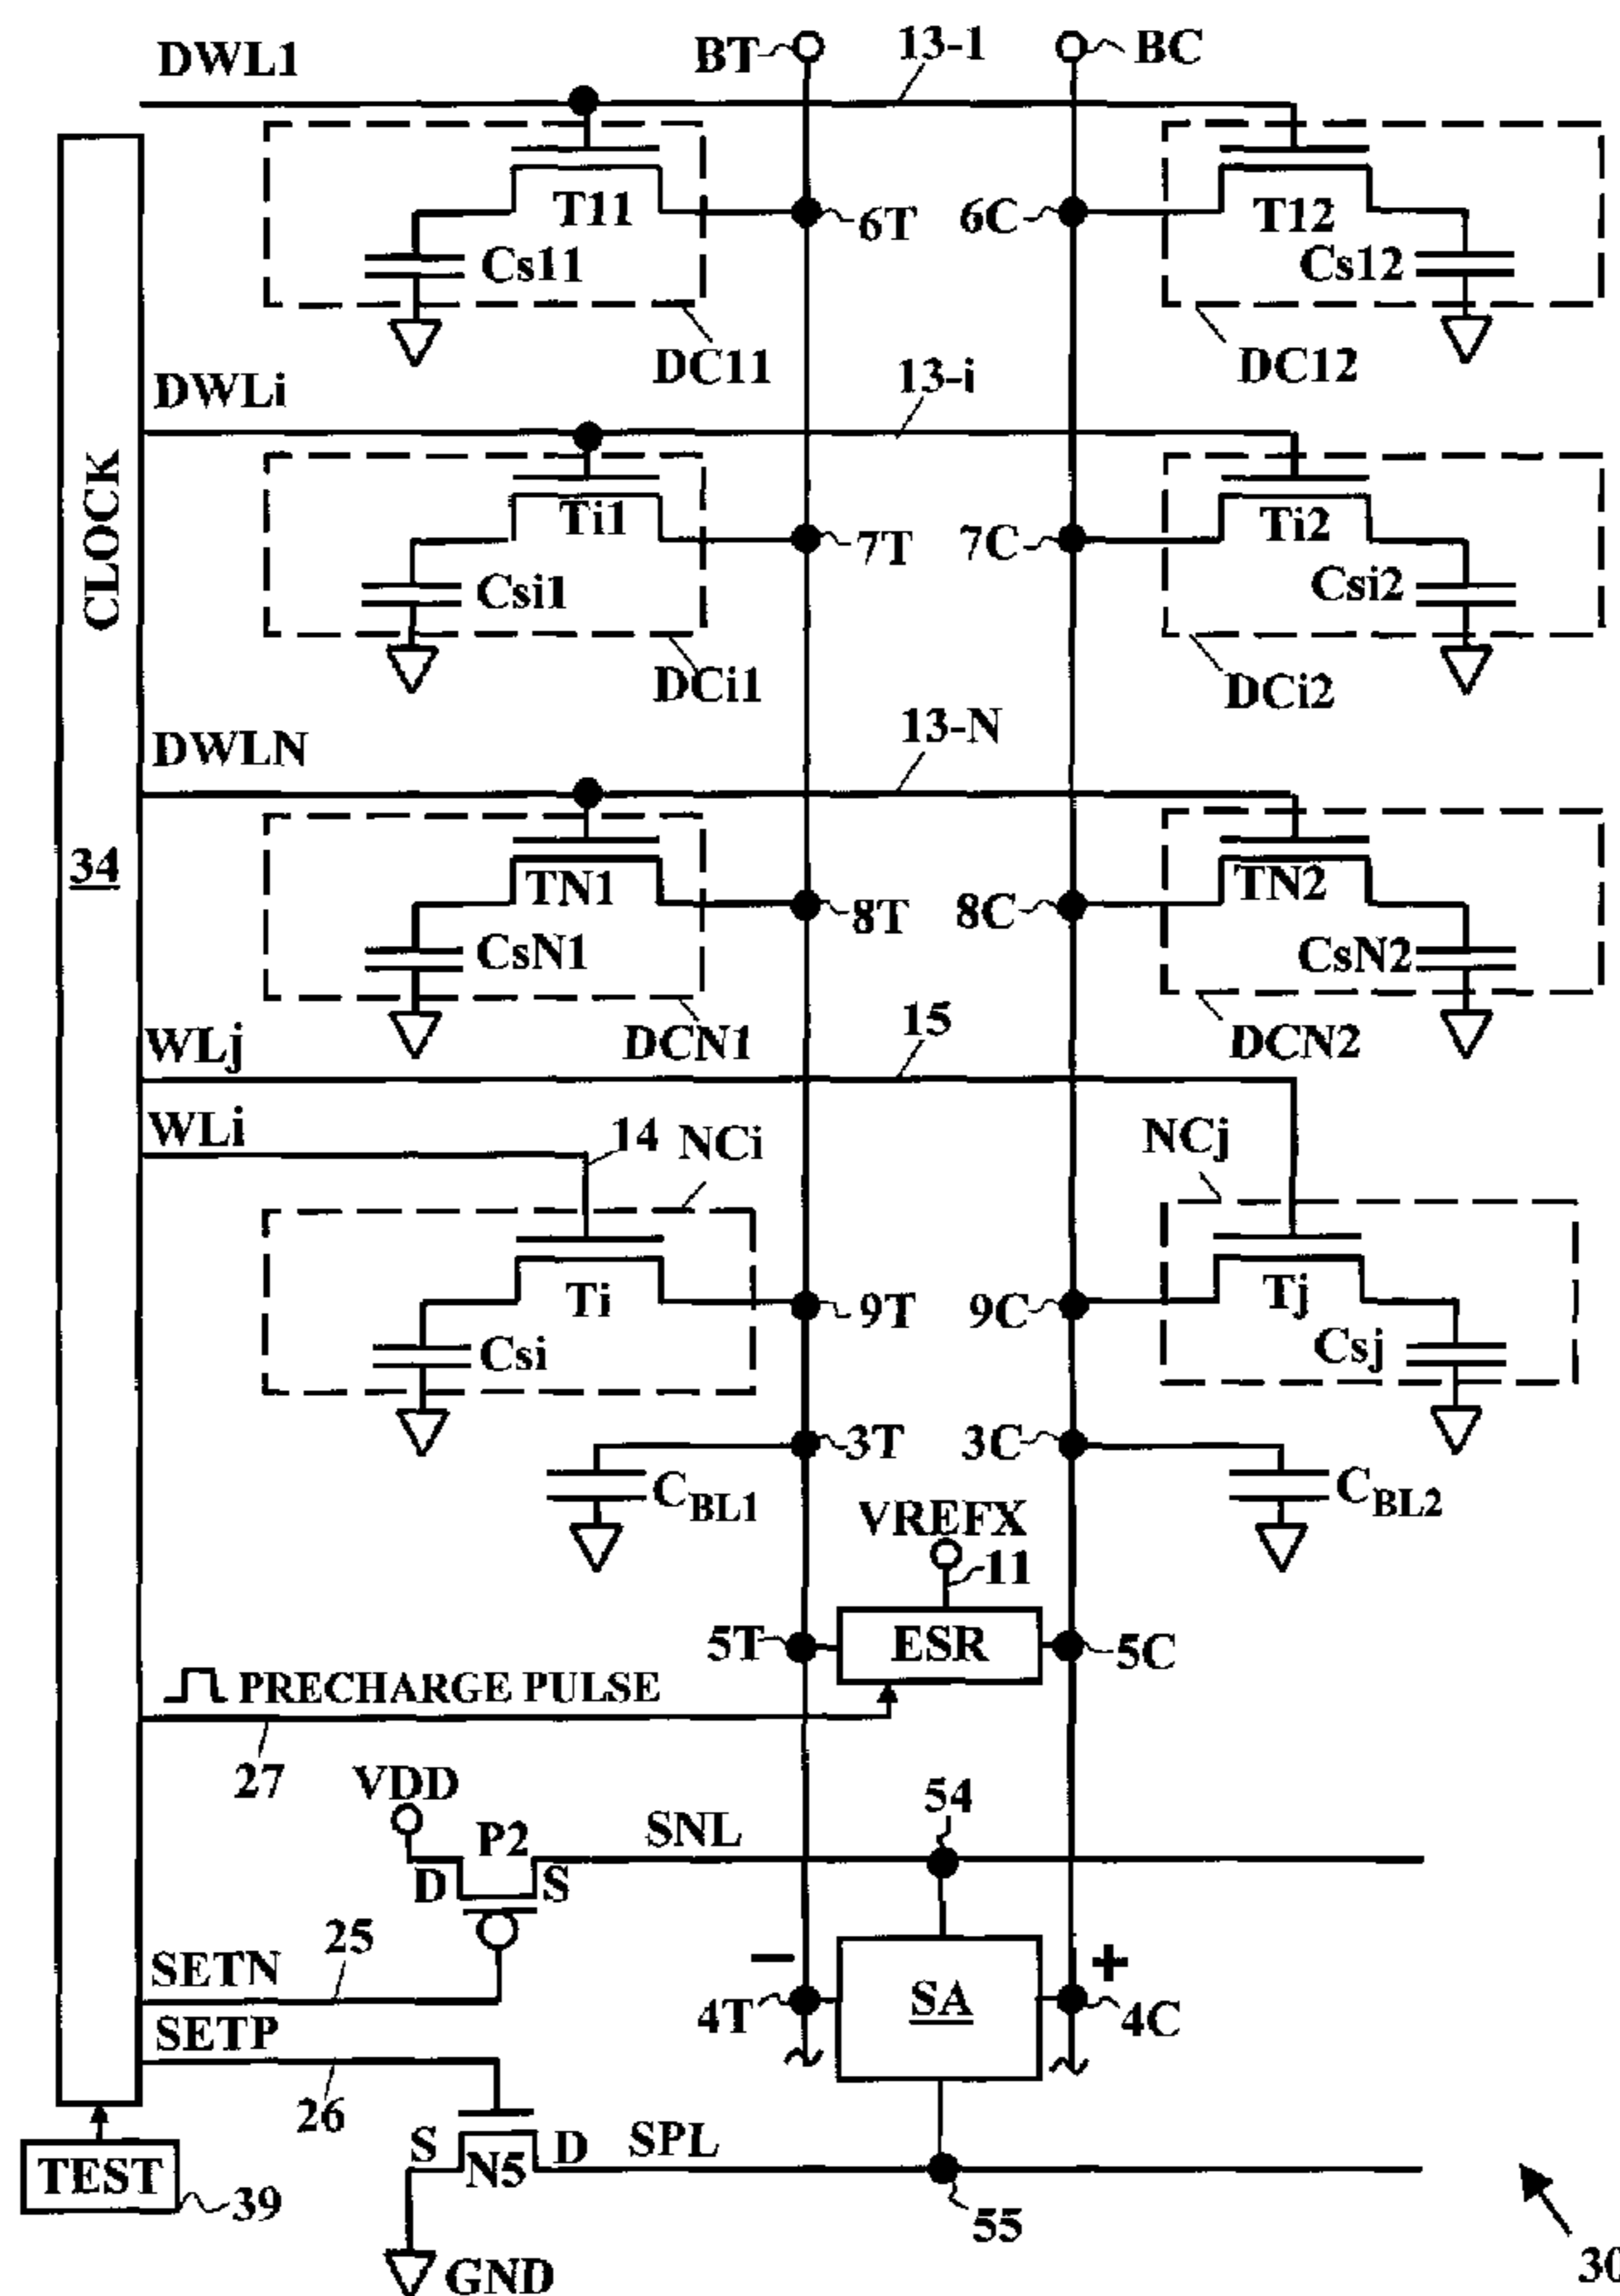 DWL1 BT 13-1 BC
T11 6T 6C T12
Cs11 Cs12
DC11 DC12
DWLi 13-i
CLOCK
Ti1 7T 7C Ti2
Csi1 Csi2
DCi1 DCi2
DWLN 13-N
34 TN1 8T 8C TN2
CsN1 CsN2
DCN1 DCN2
WLj 15
WLi 14 NCi NCj
Ti 9T 9C Tj
Csi Csj
3T 3C
CBL1 CBL2
VREFX
11
5T ESR 5C
PRECHARGE PULSE
27
VDD 54
P2 SNL
D S
25
SETN − +
SA
4T 4C
SETP
26
S N5 D SPL
TEST
39 55
GND 30